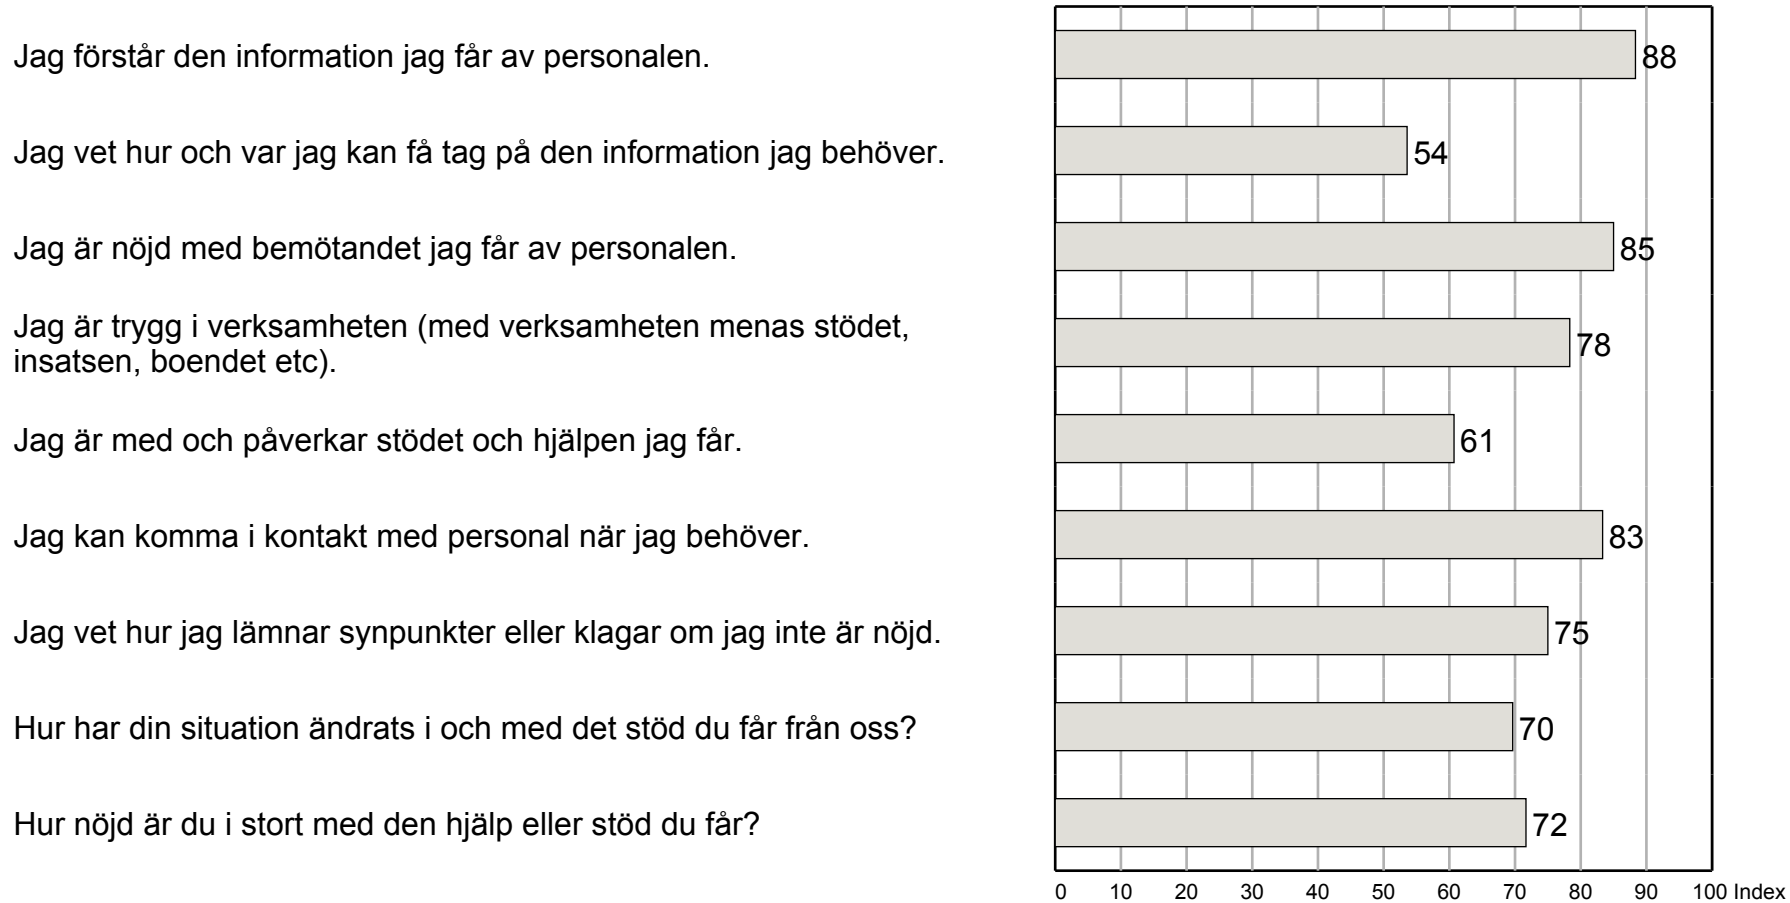 Jag förstår den information jag får av personalen.
88
Jag vet hur och var jag kan få tag på den information jag behöver.
54
Jag är nöjd med bemötandet jag får av personalen.
85
Jag är trygg i verksamheten (med verksamheten menas stödet,
insatsen, boendet etc).
78
Jag är med och påverkar stödet och hjälpen jag får.
61
Jag kan komma i kontakt med personal när jag behöver.
83
Jag vet hur jag lämnar synpunkter eller klagar om jag inte är nöjd.
75
Hur har din situation ändrats i och med det stöd du får från oss?
70
Hur nöjd är du i stort med den hjälp eller stöd du får?
72
0 10 20 30 40 50 60 70 80 90 100 Index